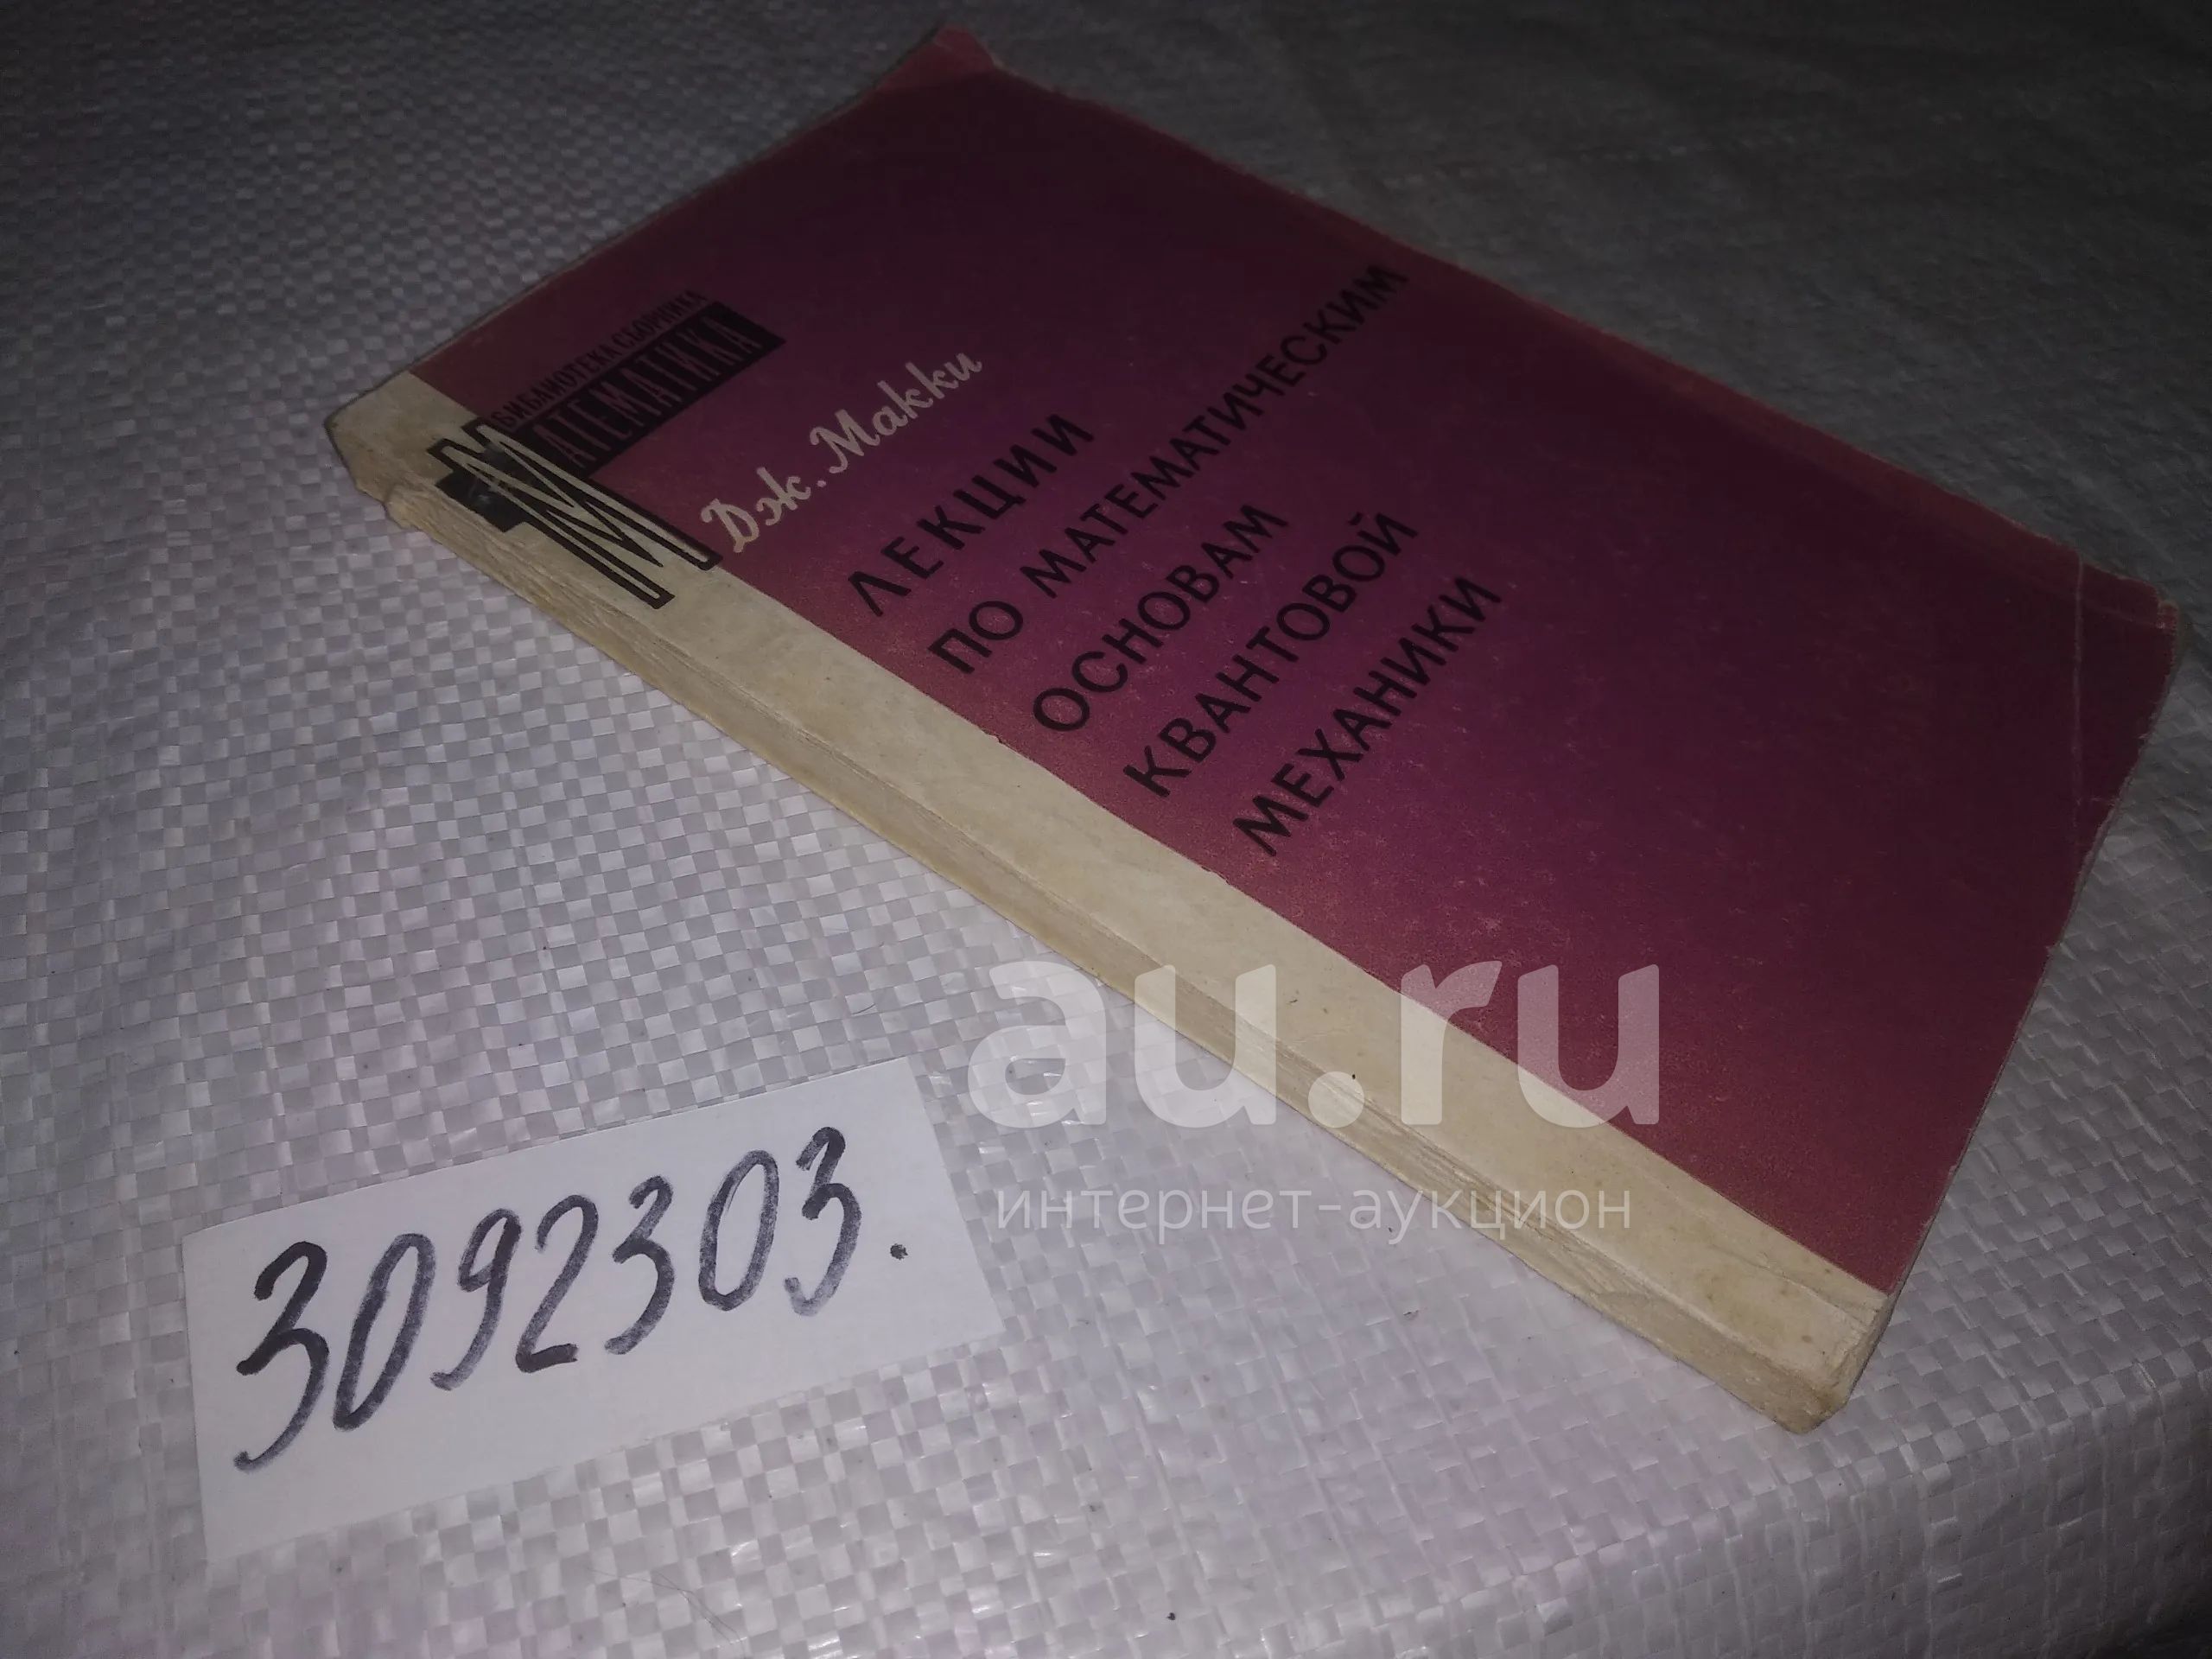 БИБЛИОТЕКА СБОРНИКА
МАТЕМАТИКА
Дж. Макки
ЛЕКЦИИ
ПО МАТЕМАТИЧЕСКИМ
ОСНОВАМ
КВАНТОВОЙ
МЕХАНИКИ
au.ru
интернет-аукцион
3092303.